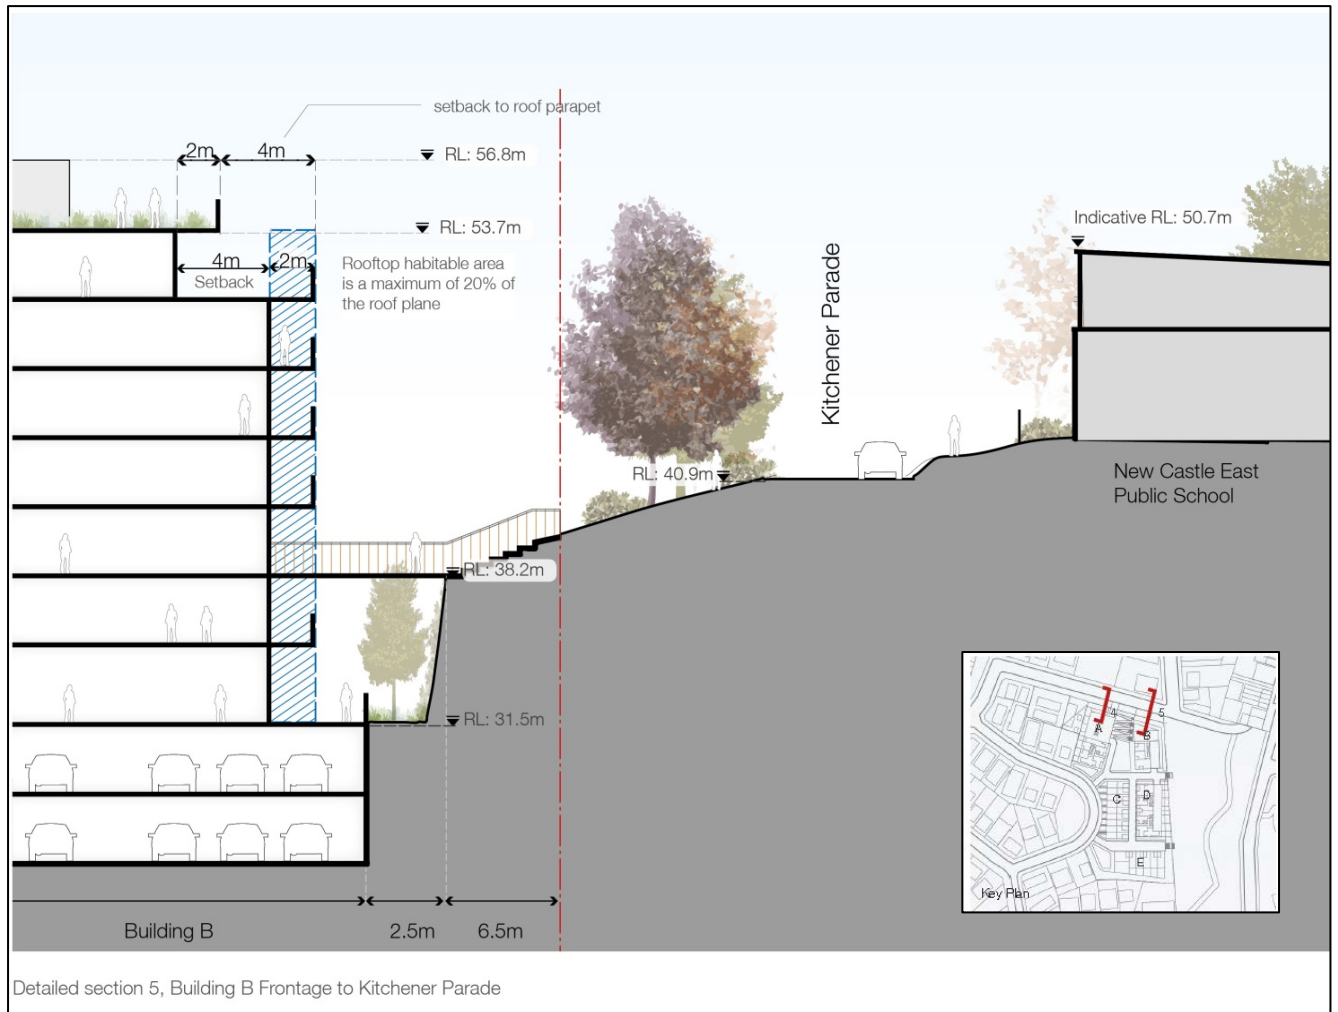 setback to roof parapet
2m
4m
RL: 56.8m
RL: 53.7m
4m
2m
Setback
Rooftop habitable area
is a maximum of 20% of
the roof plane
Kitchener Parade
Indicative RL: 50.7m
RL: 40.9m
New Castle East
Public School
RL: 38.2m
RL: 31.5m
4
5
A
B
C
D
E
Key Plan
Building B
2.5m
6.5m
Detailed section 5, Building B Frontage to Kitchener Parade